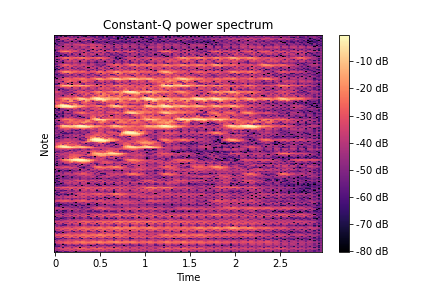 Constant-Q power spectrum
Note
0
0.5
1
1.5
2
2.5
Time
-10 dB
-20 dB
-30 dB
-40 dB
-50 dB
-60 dB
-70 dB
-80 dB